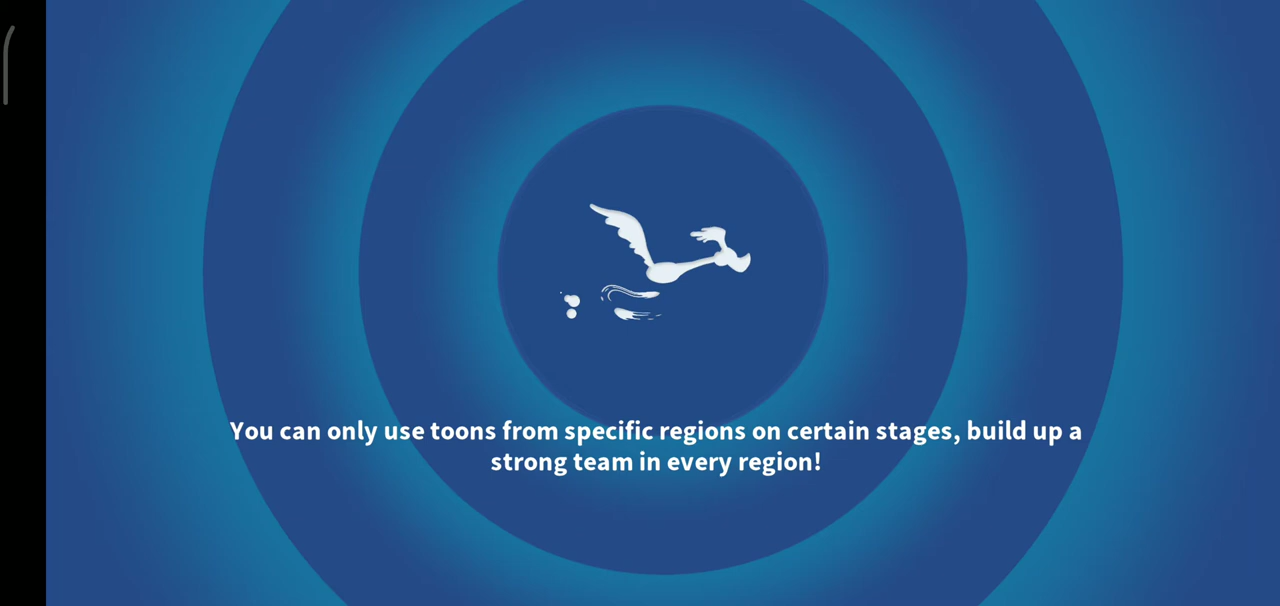 You can only use toons from specific regions on certain stages, build up a
strong team in every region!